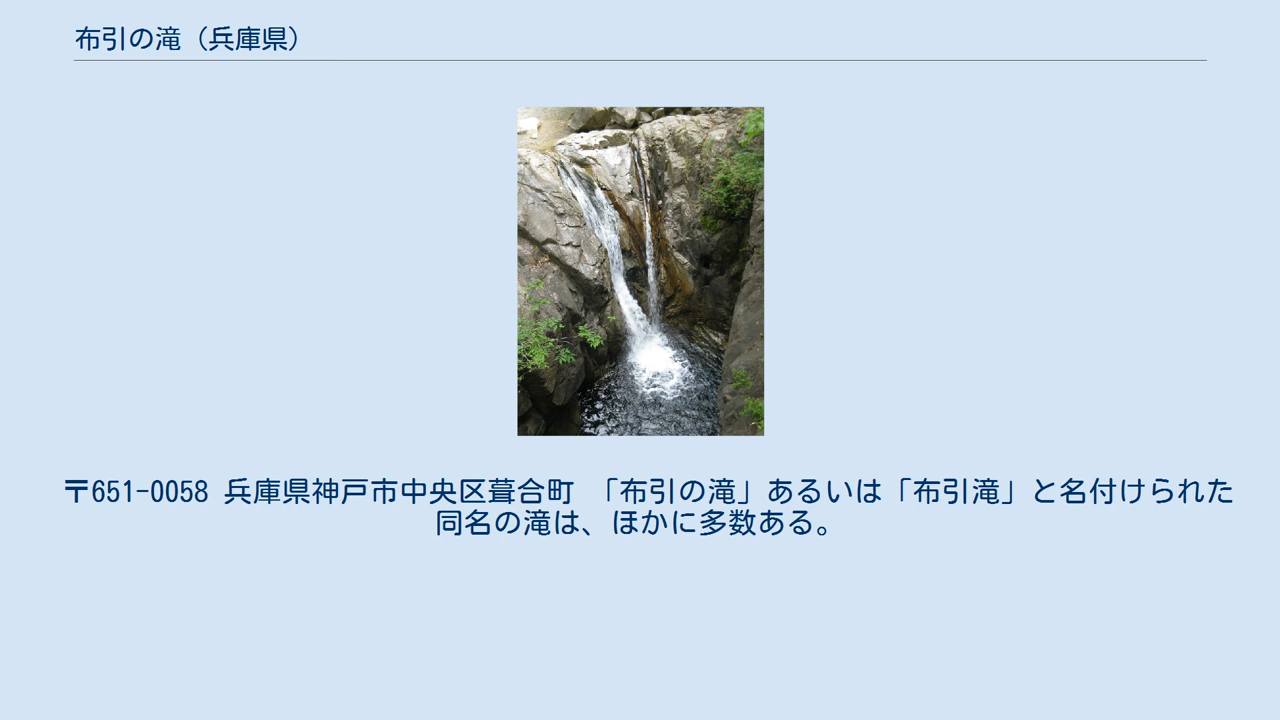 布引の滝（兵庫県）
〒651-0058 兵庫県神戸市中央区葺合町 「布引の滝」あるいは「布引滝」と名付けられた
同名の滝は、ほかに多数ある。